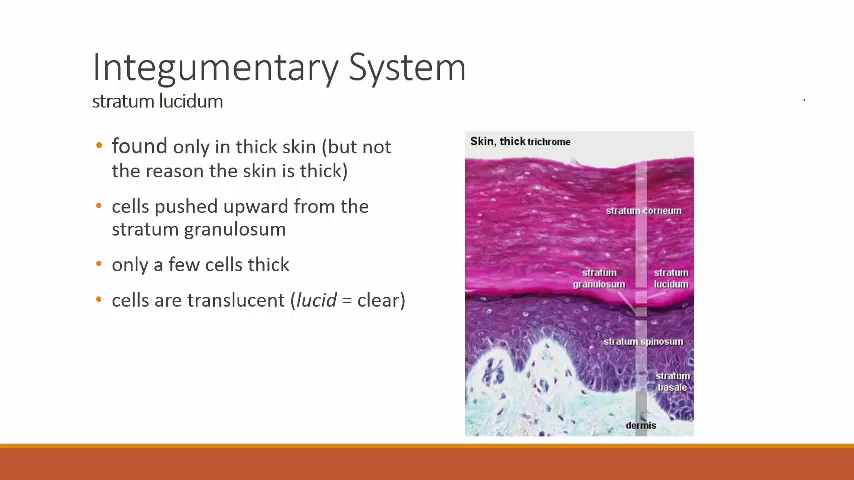 Integumentary System
stratum lucidum
• found only in thick skin (but not
the reason the skin is thick)
• cells pushed upward from the
stratum granulosum
• only a few cells thick
• cells are translucent (lucid = clear)
Skin, thick trichrome
stratum corneum
stratum
granulosum
stratum
lucidum
stratum spinosum
stratum
basale
dermis